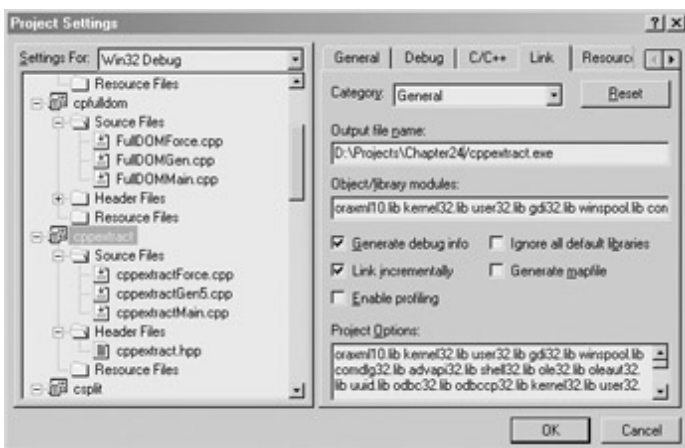 Project Settings
Settings For: Win32 Debug
Resource Files
cpfulldom
Source Files
FullDOMForce.cpp
FullDOMGen.cpp
FullDOMMain.cpp
Header Files
Resource Files
cppextract
Source Files
cppextractForce.cpp
cppextractGen5.cpp
cppextractMain.cpp
Header Files
cppextract.hpp
Resource Files
csplit
General Debug C/C++ Link Resourc
Category: General Reset
Output file name:
D:\Projects\Chapter24/cppextract.exe
Object/library modules:
oraxml10.lib kernel32.lib user32.lib gdi32.lib winspool.lib con
Generate debug info Ignore all default libraries
Link incrementally Generate mapfile
Enable profiling
Project Options:
oraxml10.lib kernel32.lib user32.lib gdi32.lib winspool.lib
comdlg32.lib advapi32.lib shell32.lib ole32.lib oleaut32.
lib uuid.lib odbc32.lib odbccp32.lib kernel32.lib user32.
OK Cancel